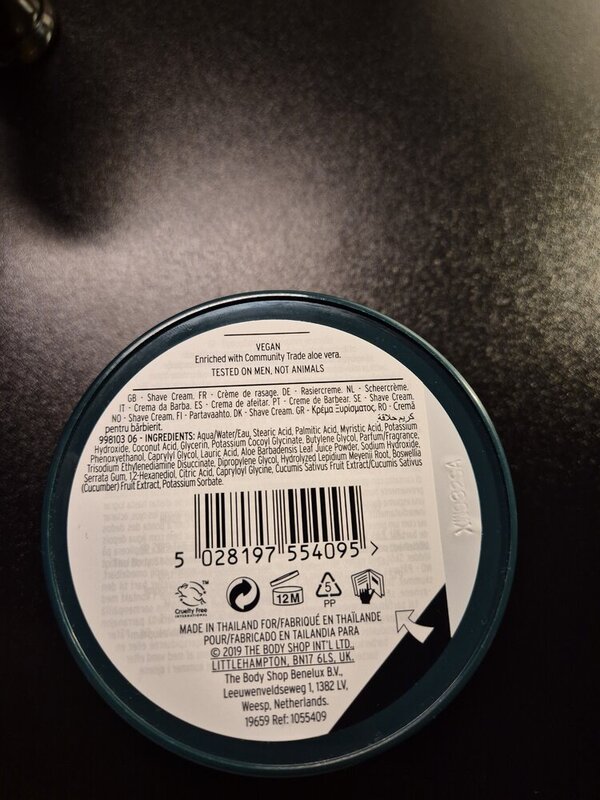 VEGAN
Enriched with Community Trade aloe vera.
TESTED ON MEN, NOT ANIMALS
GB - Shave Cream. FR - Crème de rasage. DE - Rasiercreme. NL - Scheercrème.
IT - Crema da Barba. ES - Crema de afeitar. PT - Creme de Barbear. SE - Shave Cream.
NO - Shave Cream. FI - Partavaahto. DK - Shave Cream. GR - Κρέμα Ξυρίσματος. RO - Cremă كريم حلاقة
pentru bărbierit.
998103 06 - INGREDIENTS: Aqua/Water/Eau, Stearic Acid, Palmitic Acid, Myristic Acid, Potassium
Hydroxide, Coconut Acid, Glycerin, Potassium Cocoyl Glycinate, Butylene Glycol, Parfum/Fragrance,
Phenoxyethanol, Caprylyl Glycol, Lauric Acid, Aloe Barbadensis Leaf Juice Powder, Sodium Hydroxide,
Trisodium Ethylenediamine Disuccinate, Dipropylene Glycol, Hydrolyzed Lepidium Meyenii Root, Boswellia
Serrata Gum, 1,2-Hexanediol, Citric Acid, Capryloyl Glycine, Cucumis Sativus Fruit Extract/Cucumis Sativus
(Cucumber) Fruit Extract, Potassium Sorbate.
5 028197 554095 >
Cruelty Free
INTERNATIONAL
TM
12M
5
PP
MADE IN THAILAND FOR/FABRIQUÉ EN THAÏLANDE
POUR/FABRICADO EN TAILANDIA PARA
© 2019 THE BODY SHOP INT'L LTD.,
LITTLEHAMPTON, BN17 6LS, UK.
The Body Shop Benelux B.V.,
Leeuwenveldseweg 1, 1382 LV,
Weesp, Netherlands.
19659 Ref: 1055409